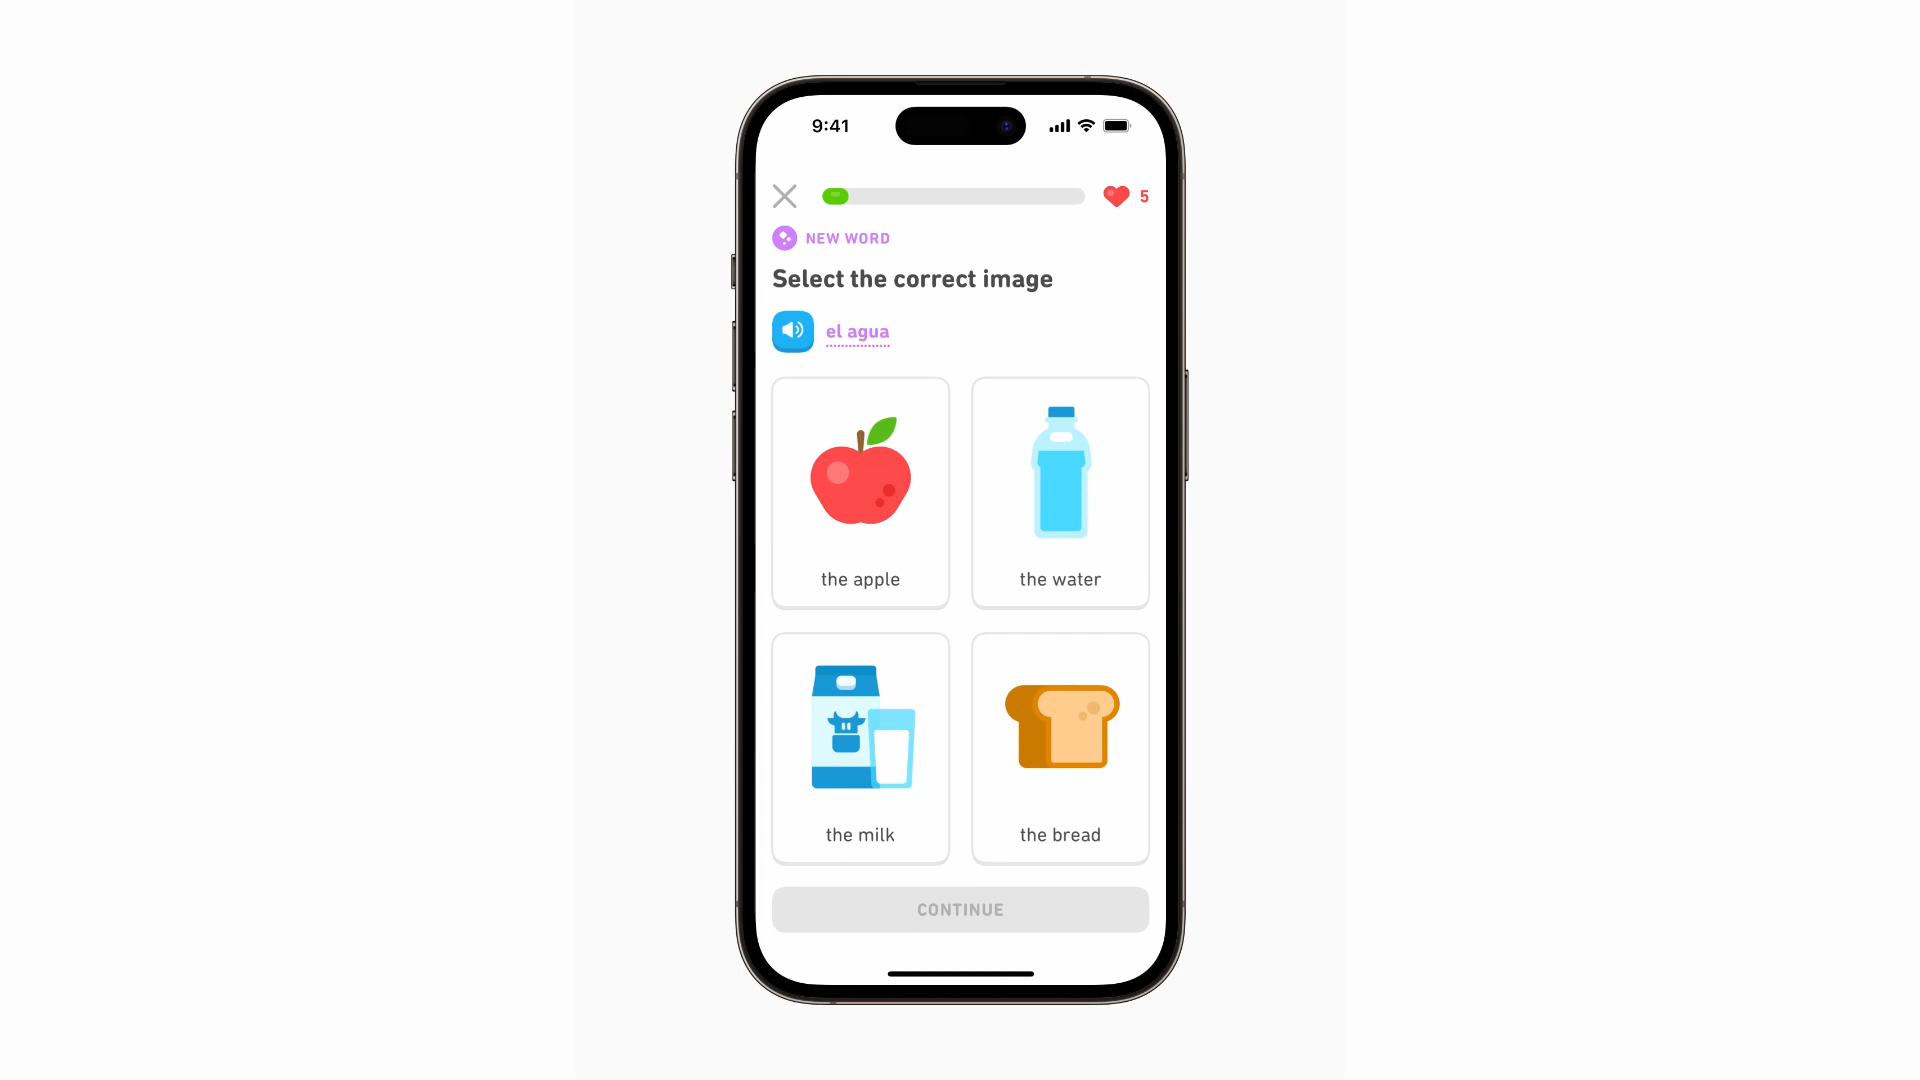 9:41
5
NEW WORD
Select the correct image
el agua
the apple
the water
the milk
the bread
CONTINUE